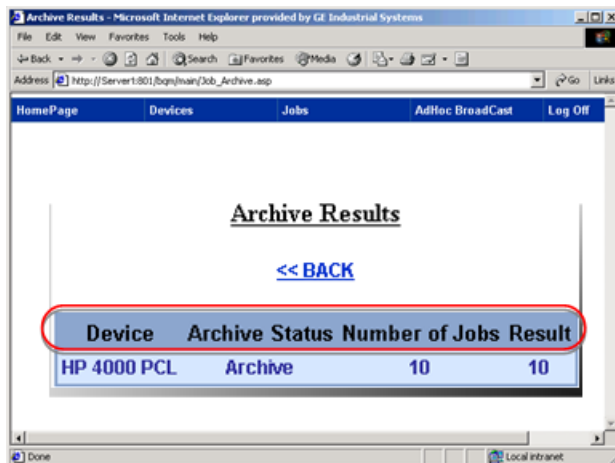 Archive Results - Microsoft Internet Explorer provided by GE Industrial Systems
File Edit View Favorites Tools Help
Back Search Favorites Media
Address http://Server1:801/bqm/main/Job_Archive.asp Go Links
HomePage Devices Jobs AdHoc BroadCast Log Off
Archive Results
<< BACK
Device Archive Status Number of Jobs Result
HP 4000 PCL Archive 10 10
Done Local intranet